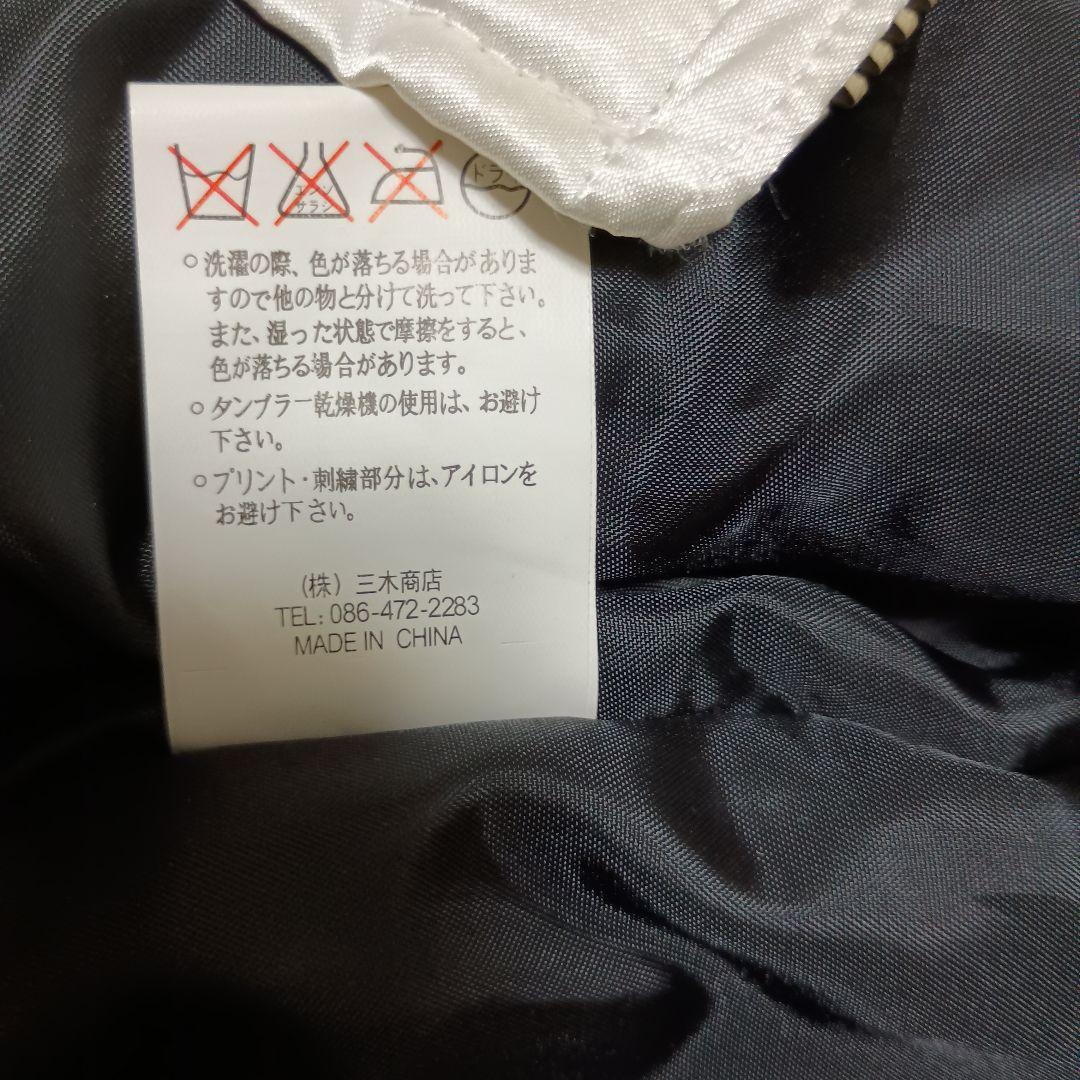 エンソ
サラシ
ドラ
○洗濯の際、色が落ちる場合がありま
すので他の物と分けて洗って下さい。
また、湿った状態で摩擦をすると、
色が落ちる場合があります。
○タンブラー乾燥機の使用は、お避け
下さい。
○プリント・刺繍部分は、アイロンを
お避け下さい。
(株) 三木商店
TEL: 086-472-2283
MADE IN CHINA